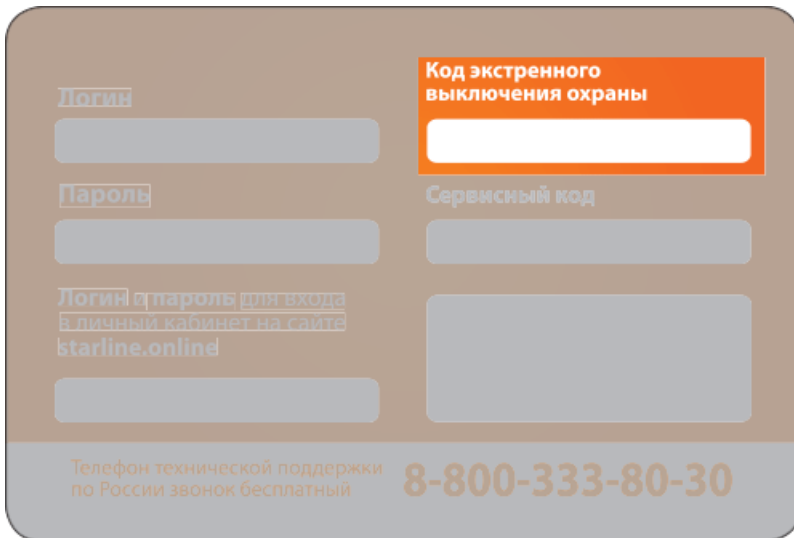 Логин
Пароль
Логин и пароль для входа
в личный кабинет на сайте
starline.online
Код экстренного
выключения охраны
Сервисный код
Телефон технической поддержки
по России звонок бесплатный
8-800-333-80-30